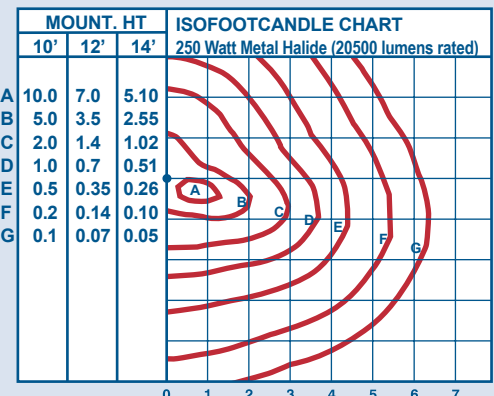 MOUNT. HT
10' 12' 14'
ISOFOOTCANDLE CHART
250 Watt Metal Halide (20500 lumens rated)
A 10.0 7.0 5.10
B 5.0 3.5 2.55
C 2.0 1.4 1.02
D 1.0 0.7 0.51
E 0.5 0.35 0.26
F 0.2 0.14 0.10
G 0.1 0.07 0.05
A
B
C
D
E
F
G
0 1 2 3 4 5 6 7